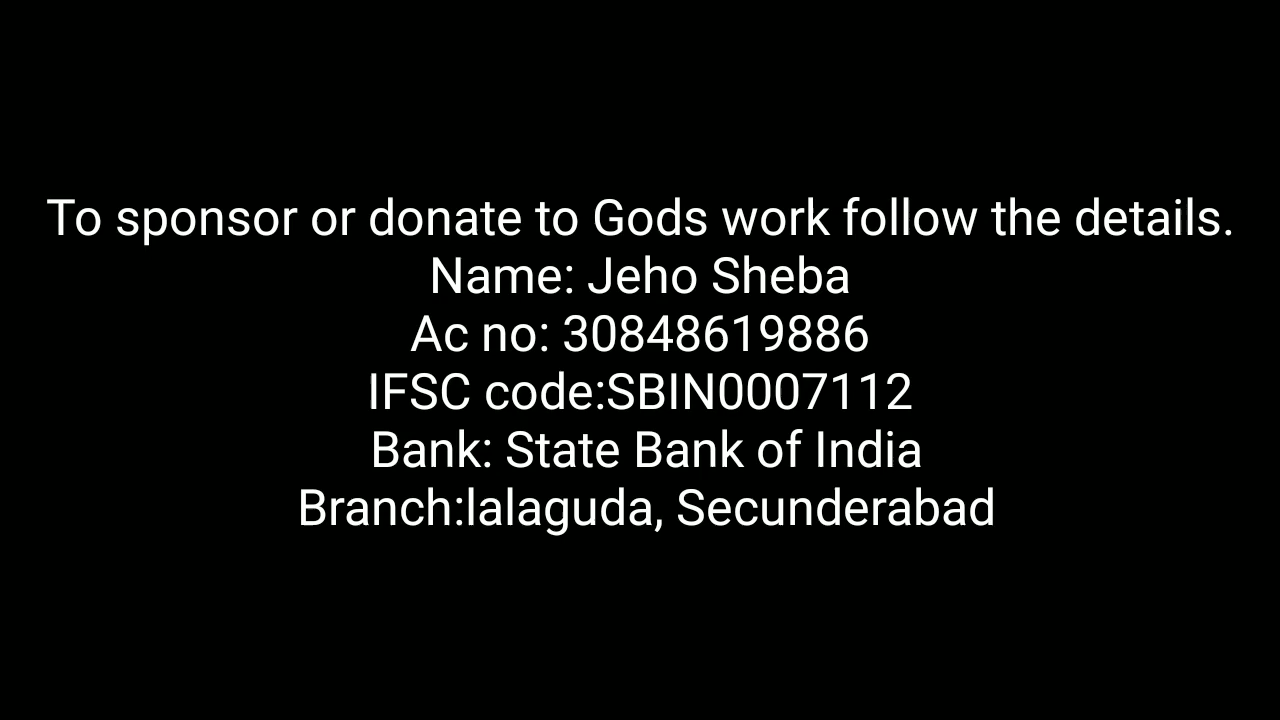 To sponsor or donate to Gods work follow the details.
Name: Jeho Sheba
Ac no: 30848619886
IFSC code:SBIN0007112
Bank: State Bank of India
Branch:lalaguda, Secunderabad